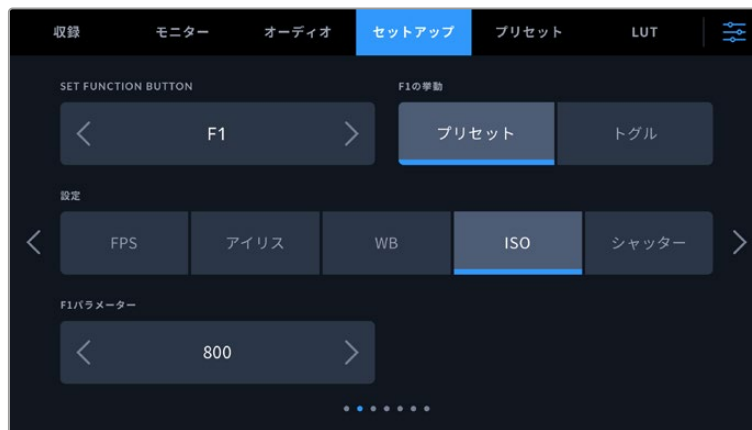 収録 モニター オーディオ セットアップ プリセット LUT
SET FUNCTION BUTTON F1の挙動
F1 プリセット トグル
設定
FPS アイリス WB ISO シャッター
F1パラメーター
800